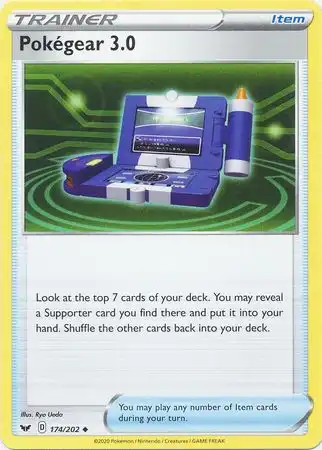 TRAINER
Item
Pokégear 3.0
Look at the top 7 cards of your deck. You may reveal
a Supporter card you find there and put it into your
hand. Shuffle the other cards back into your deck.
Illus. Ryo Ueda
You may play any number of Item cards
during your turn.
D 174/202
©2020 Pokémon / Nintendo / Creatures / GAME FREAK